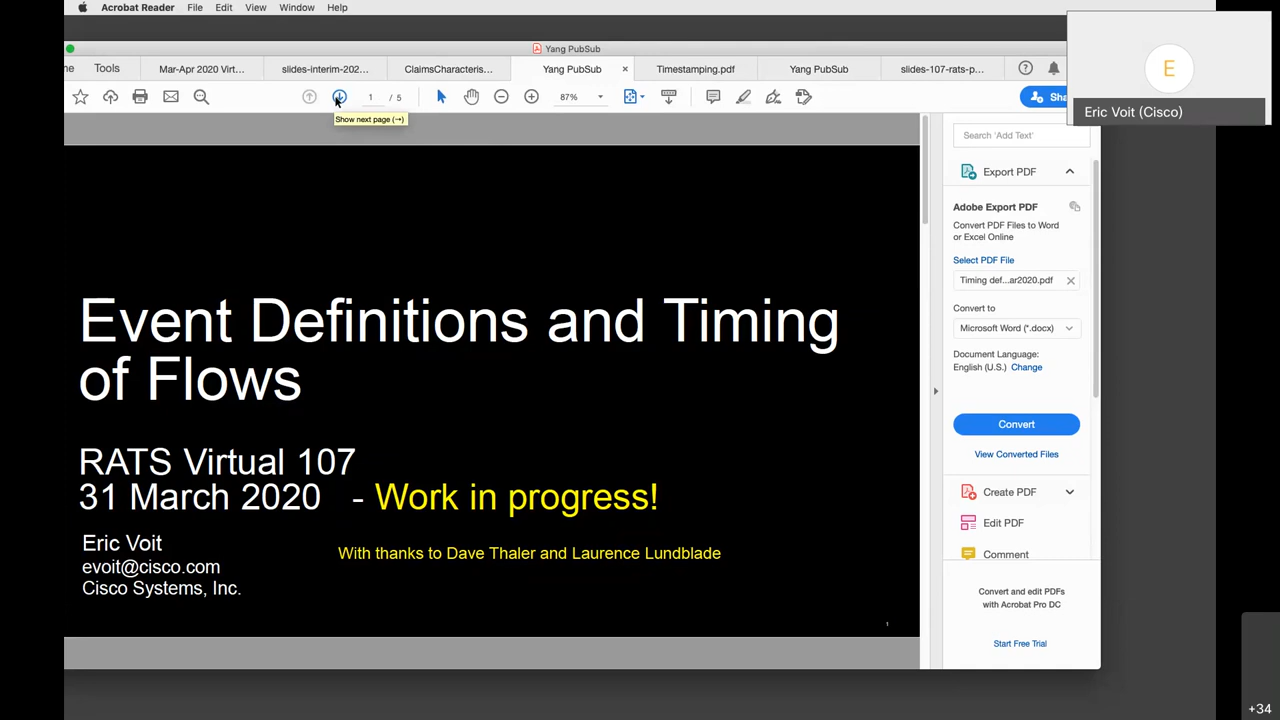 Acrobat Reader File Edit View Window Help
Yang PubSub
me Tools Mar-Apr 2020 Virt... slides-interim-202... ClaimsCharacteris... Yang PubSub × Timestamping.pdf Yang PubSub slides-107-rats-p...
1 / 5 87% Sha
Show next page (→)
E
Eric Voit (Cisco)
Event Definitions and Timing
of Flows
RATS Virtual 107
31 March 2020 - Work in progress!
Eric Voit
evoit@cisco.com
Cisco Systems, Inc.
With thanks to Dave Thaler and Laurence Lundblade
1
Search 'Add Text'
Export PDF
Adobe Export PDF
Convert PDF Files to Word
or Excel Online
Select PDF File
Timing def...ar2020.pdf
Convert to
Microsoft Word (*.docx)
Document Language:
English (U.S.) Change
Convert
View Converted Files
Create PDF
Edit PDF
Comment
Convert and edit PDFs
with Acrobat Pro DC
Start Free Trial
+34